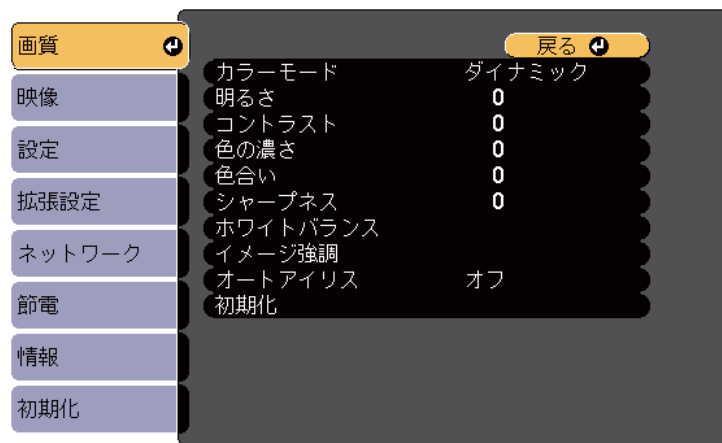 画質
映像
設定
拡張設定
ネットワーク
節電
情報
初期化
戻る
カラーモード ダイナミック
明るさ 0
コントラスト 0
色の濃さ 0
色合い 0
シャープネス 0
ホワイトバランス
イメージ強調
オートアイリス オフ
初期化